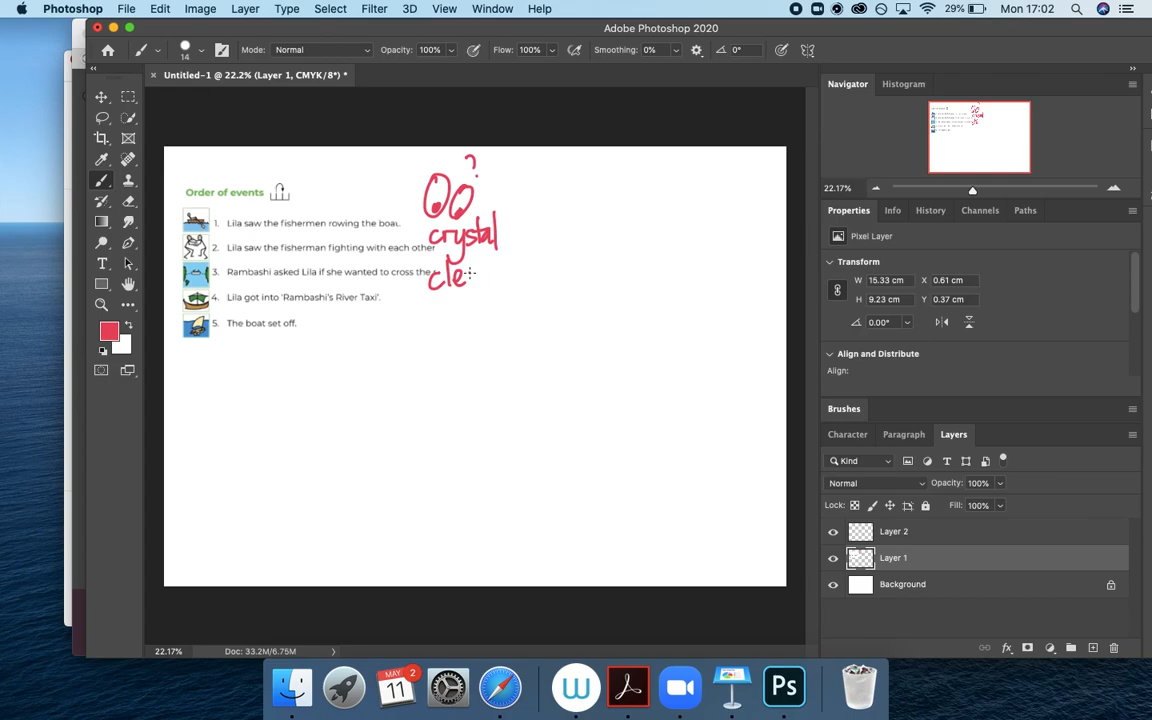 Photoshop File Edit Image Layer Type Select Filter 3D View Window Help 29% Mon 17:02
Adobe Photoshop 2020
14 Mode: Normal Opacity: 100% Flow: 100% Smoothing: 0% 0°
Untitled-1 @ 22.2% (Layer 1, CMYK/8*) *
Order of events
1. Lila saw the fishermen rowing the boat.
2. Lila saw the fisherman fighting with each other
3. Rambashi asked Lila if she wanted to cross the
4. Lila got into ‘Rambashi's River Taxi'.
5. The boat set off.
?
crystal
cle
22.17% Doc: 33.2M/6.75M
Navigator Histogram
22.17%
Properties Info History Channels Paths
Pixel Layer
Transform
W 15.33 cm X 0.61 cm
H 9.23 cm Y 0.37 cm
0.00°
Align and Distribute
Align:
Brushes
Character Paragraph Layers
Kind
Normal Opacity: 100%
Lock: Fill: 100%
Layer 2
Layer 1
Background
fx
MAY 2
11
W
Ps